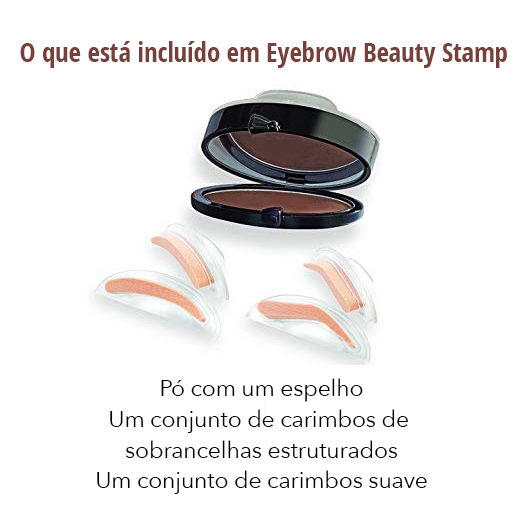 O que está incluído em Eyebrow Beauty Stamp
Pó com um espelho
Um conjunto de carimbos de
sobrancelhas estruturados
Um conjunto de carimbos suave